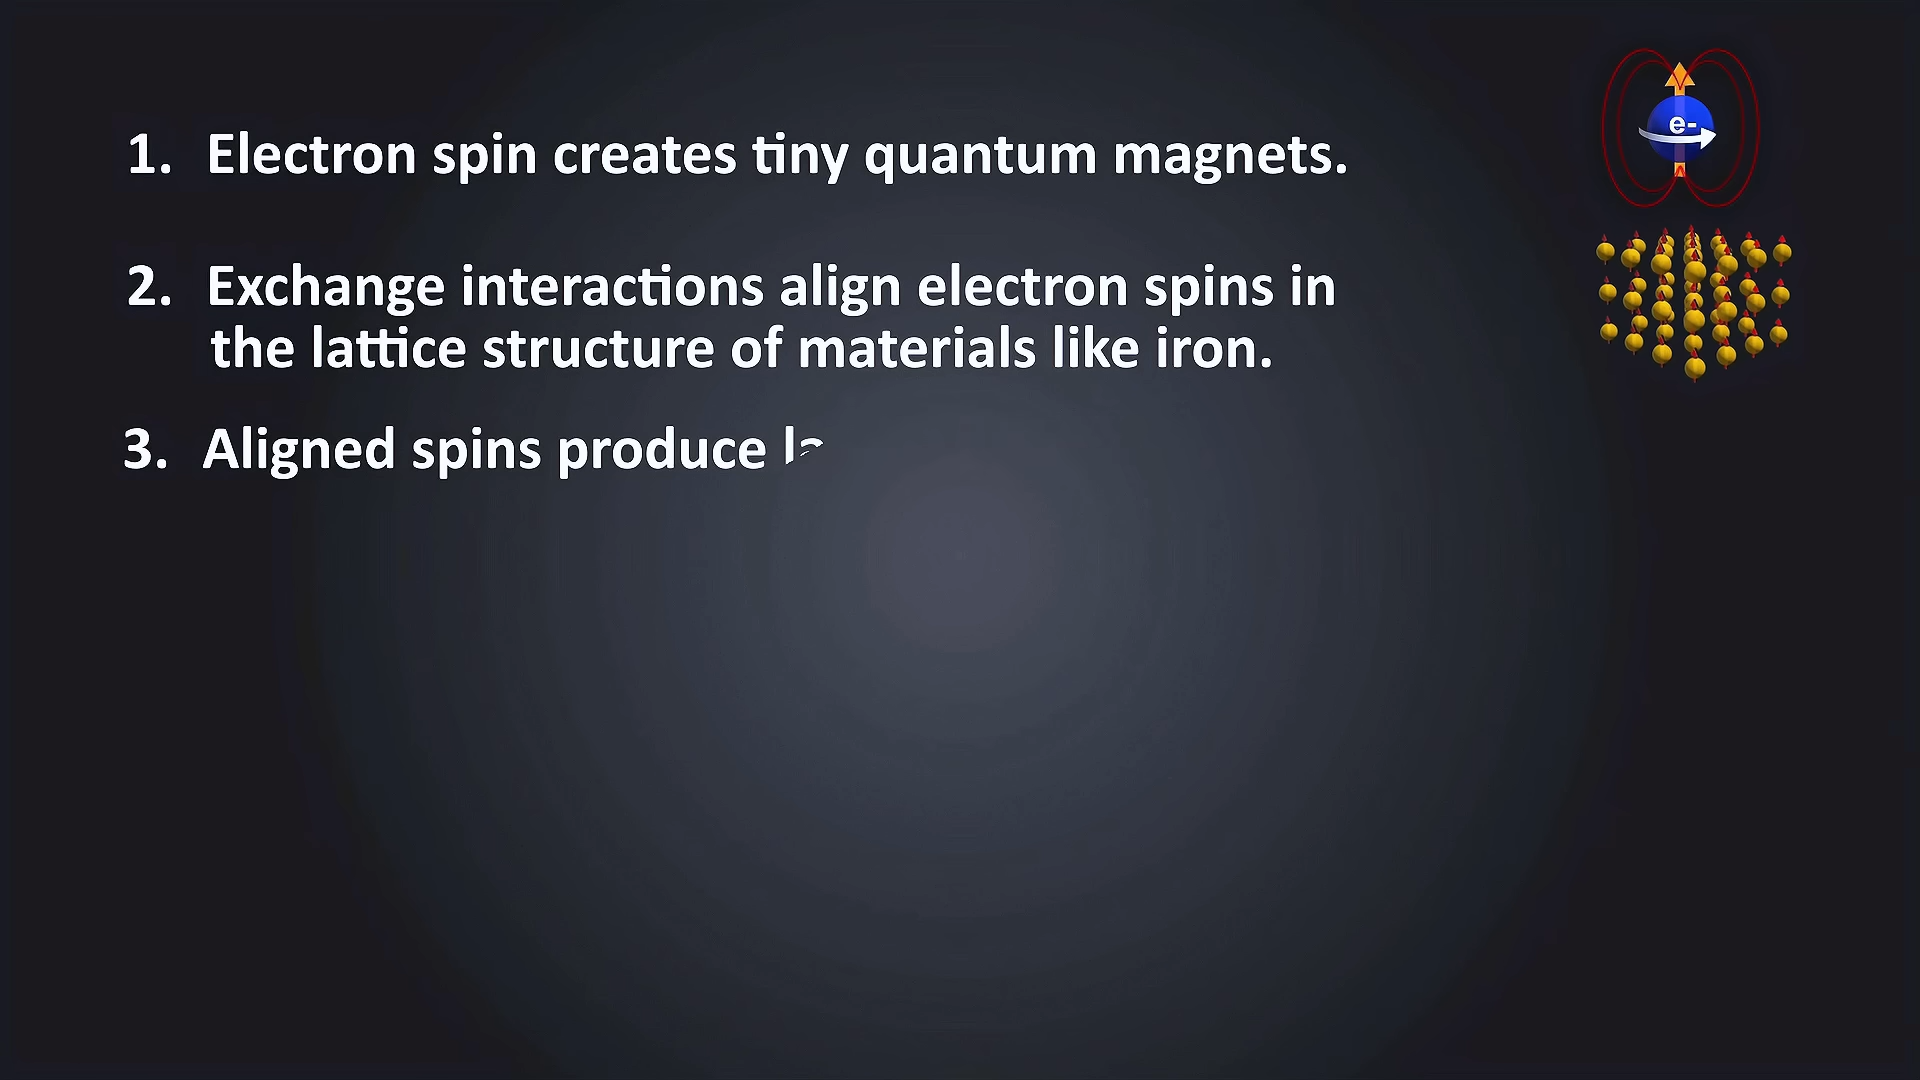 1. Electron spin creates tiny quantum magnets.
e-
2. Exchange interactions align electron spins in
the lattice structure of materials like iron.
3. Aligned spins produce